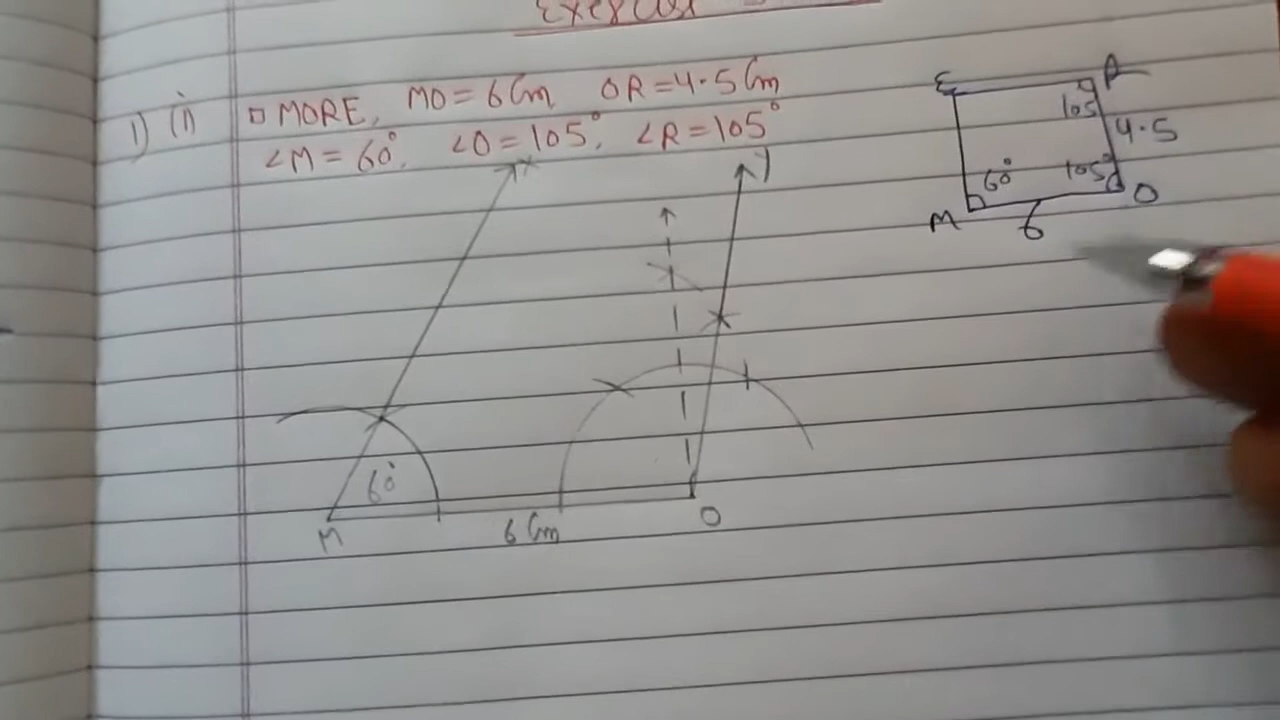 Exercise
1) (i) □ MORE, MO = 6 Cm OR = 4.5 Cm
∠M = 60°, ∠O = 105°, ∠R = 105°
E R
105
4.5
60° 105°
M 6 O
X Y
60°
M 6 Cm O